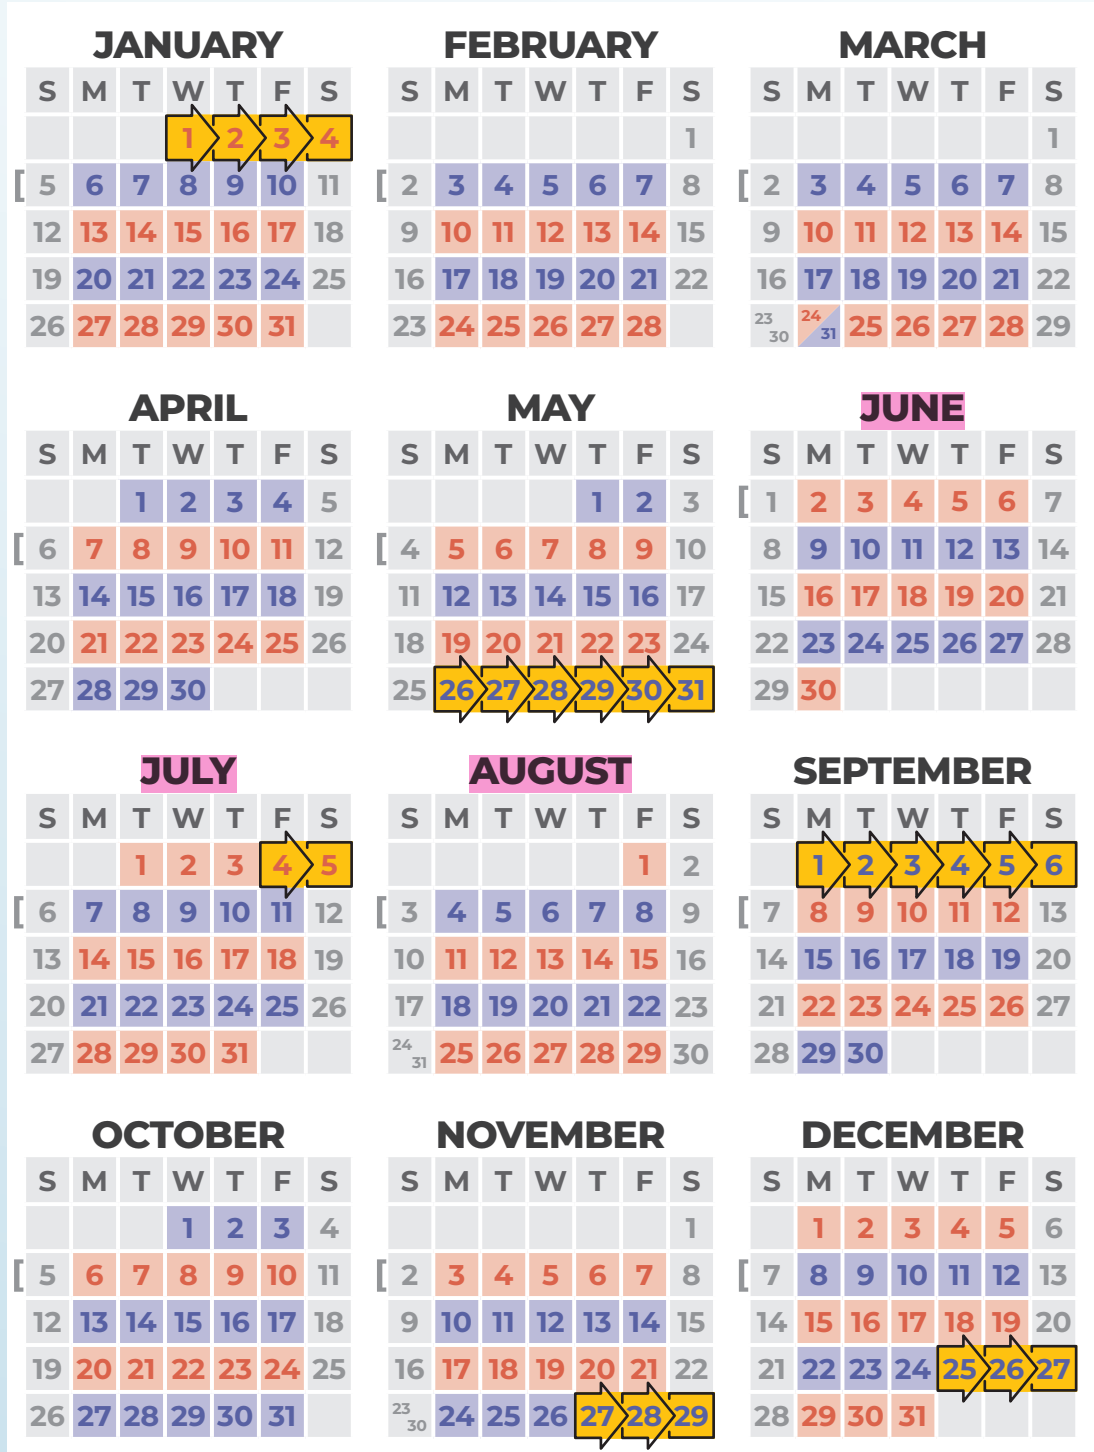 JANUARY FEBRUARY MARCH
S M T W T F S S M T W T F S S M T W T F S
1 2 3 4 1 1
[ 5 6 7 8 9 10 11 [ 2 3 4 5 6 7 8 [ 2 3 4 5 6 7 8
12 13 14 15 16 17 18 9 10 11 12 13 14 15 9 10 11 12 13 14 15
19 20 21 22 23 24 25 16 17 18 19 20 21 22 16 17 18 19 20 21 22
26 27 28 29 30 31 23 24 25 26 27 28 23 30 24 31 25 26 27 28 29
APRIL MAY JUNE
S M T W T F S S M T W T F S S M T W T F S
1 2 3 4 5 1 2 3 [ 1 2 3 4 5 6 7
[ 6 7 8 9 10 11 12 [ 4 5 6 7 8 9 10 8 9 10 11 12 13 14
13 14 15 16 17 18 19 11 12 13 14 15 16 17 15 16 17 18 19 20 21
20 21 22 23 24 25 26 18 19 20 21 22 23 24 22 23 24 25 26 27 28
27 28 29 30 25 26 27 28 29 30 31 29 30
JULY AUGUST SEPTEMBER
S M T W T F S S M T W T F S S M T W T F S
1 2 3 4 5 1 2 1 2 3 4 5 6
[ 6 7 8 9 10 11 12 [ 3 4 5 6 7 8 9 [ 7 8 9 10 11 12 13
13 14 15 16 17 18 19 10 11 12 13 14 15 16 14 15 16 17 18 19 20
20 21 22 23 24 25 26 17 18 19 20 21 22 23 21 22 23 24 25 26 27
27 28 29 30 31 24 31 25 26 27 28 29 30 28 29 30
OCTOBER NOVEMBER DECEMBER
S M T W T F S S M T W T F S S M T W T F S
1 2 3 4 1 1 2 3 4 5 6
[ 5 6 7 8 9 10 11 [ 2 3 4 5 6 7 8 [ 7 8 9 10 11 12 13
12 13 14 15 16 17 18 9 10 11 12 13 14 15 14 15 16 17 18 19 20
19 20 21 22 23 24 25 16 17 18 19 20 21 22 21 22 23 24 25 26 27
26 27 28 29 30 31 23 30 24 25 26 27 28 29 28 29 30 31